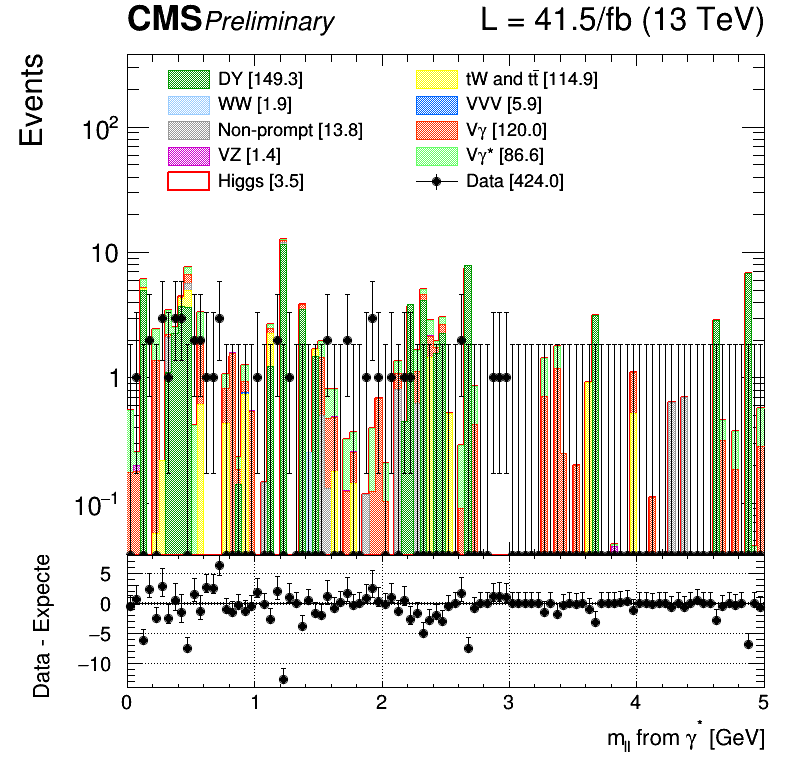 CMS Preliminary L = 41.5/fb (13 TeV)
Events
DY [149.3] tW and tt̄ [114.9]
WW [1.9] VVV [5.9]
Non-prompt [13.8] Vγ [120.0]
VZ [1.4] Vγ* [86.6]
Higgs [3.5] Data [424.0]
10²
10
1
10⁻¹
Data - Expecte
5
0
−5
−10
0 1 2 3 4 5
m_ll from γ* [GeV]